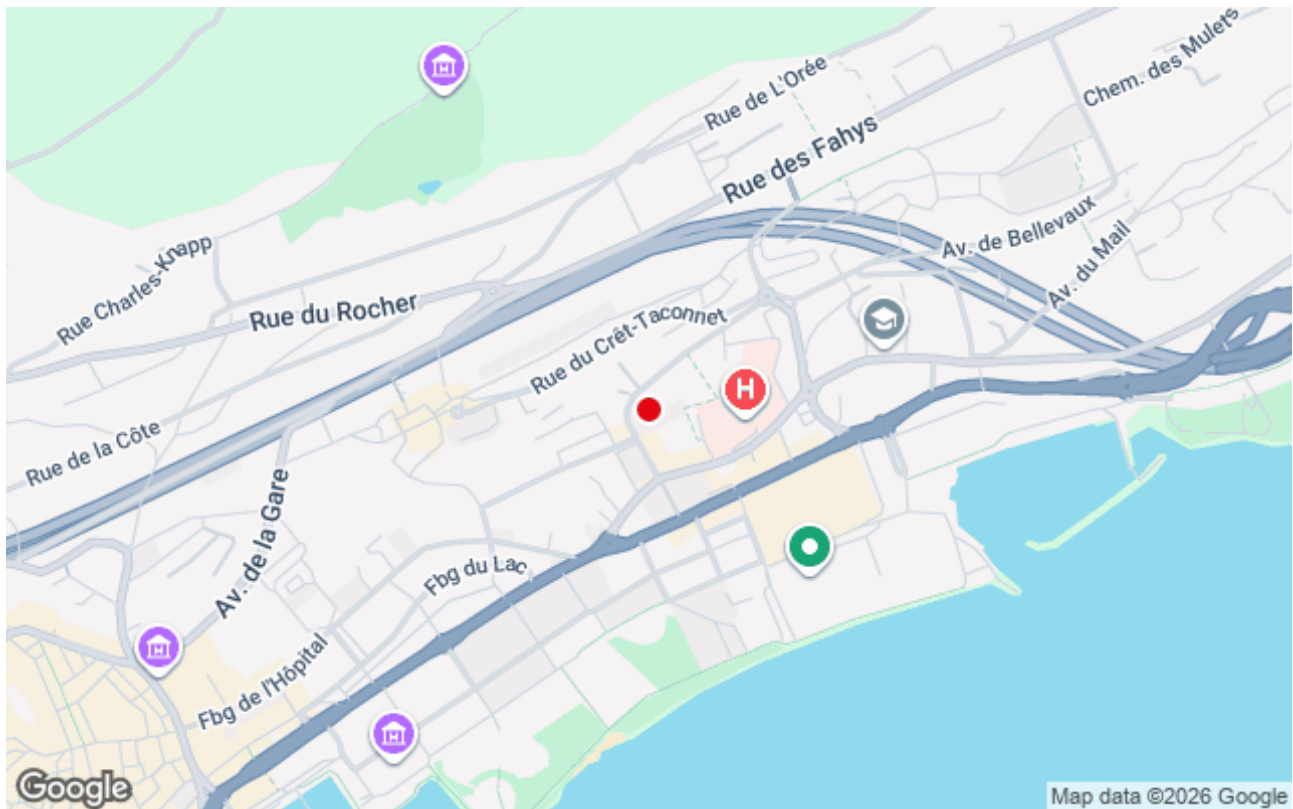 Rue de L'Orée
Chem. des Mulets
Rue des Fahys
Av. de Bellevaux
Av. du Mail
Rue Charles-Knapp
Rue du Rocher
Rue du Crêt-Taconnet
H
Rue de la Côte
Av. de la Gare
Fbg du Lac
Fbg de l'Hôpital
Google
Map data ©2026 Google